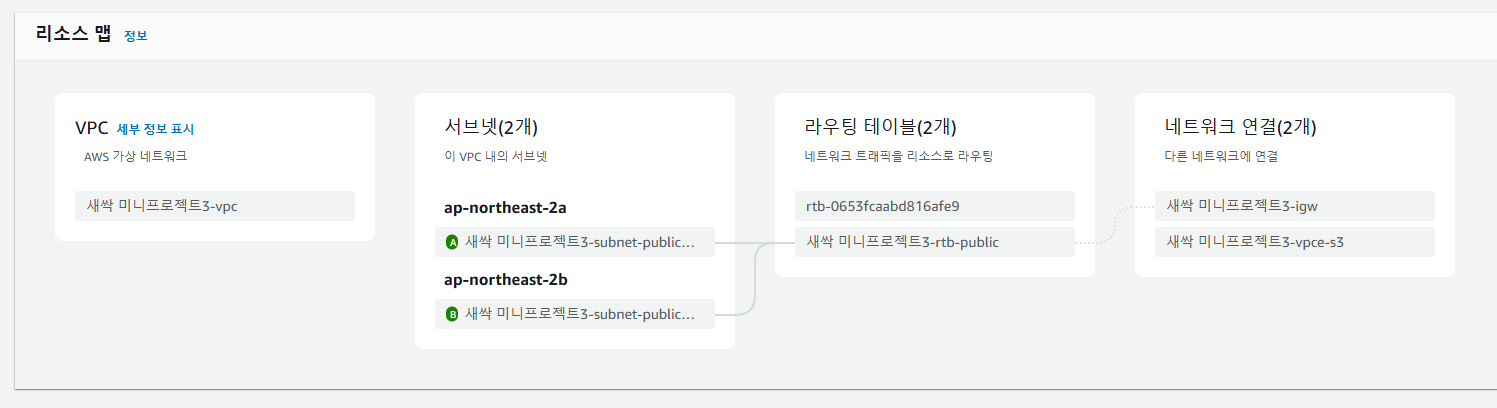 리소스 맵 정보
VPC 세부 정보 표시
AWS 가상 네트워크
새싹 미니프로젝트3-vpc
서브넷(2개)
이 VPC 내의 서브넷
ap-northeast-2a
A 새싹 미니프로젝트3-subnet-public…
ap-northeast-2b
B 새싹 미니프로젝트3-subnet-public…
라우팅 테이블(2개)
네트워크 트래픽을 리소스로 라우팅
rtb-0653fcaabd816afe9
새싹 미니프로젝트3-rtb-public
네트워크 연결(2개)
다른 네트워크에 연결
새싹 미니프로젝트3-igw
새싹 미니프로젝트3-vpce-s3